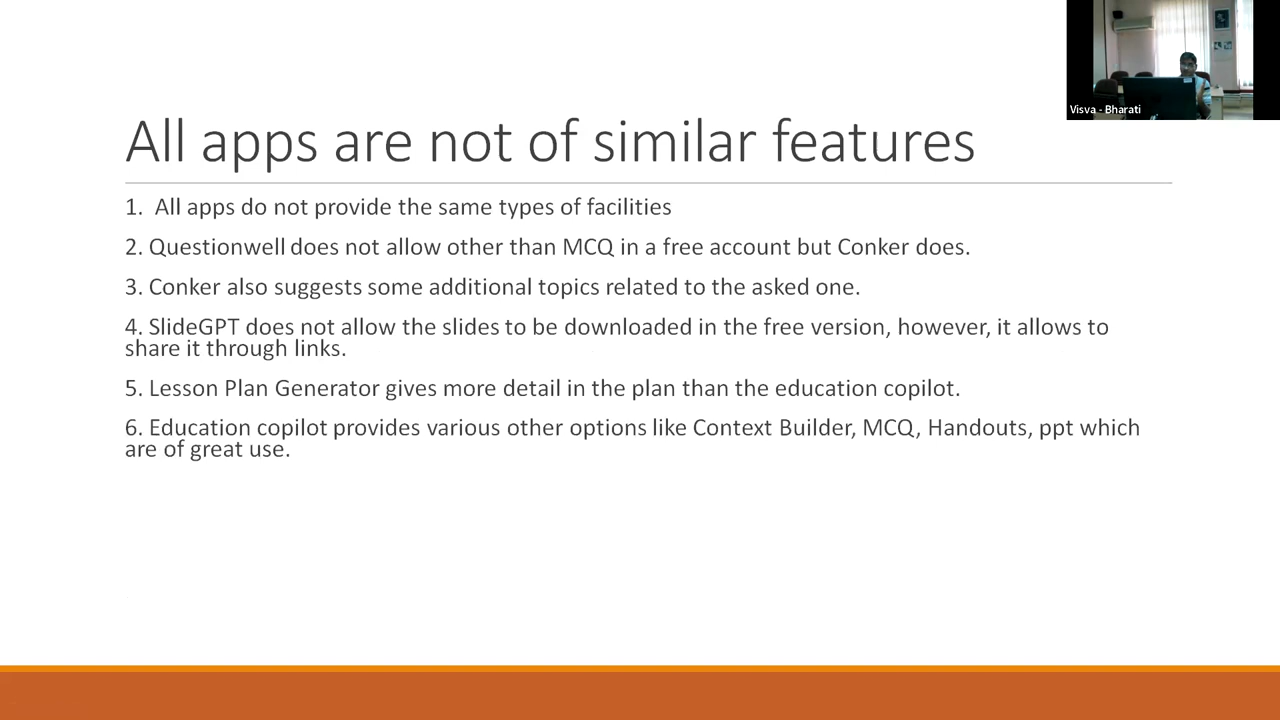 Visva - Bharati
All apps are not of similar features
1. All apps do not provide the same types of facilities
2. Questionwell does not allow other than MCQ in a free account but Conker does.
3. Conker also suggests some additional topics related to the asked one.
4. SlideGPT does not allow the slides to be downloaded in the free version, however, it allows to
share it through links.
5. Lesson Plan Generator gives more detail in the plan than the education copilot.
6. Education copilot provides various other options like Context Builder, MCQ, Handouts, ppt which
are of great use.